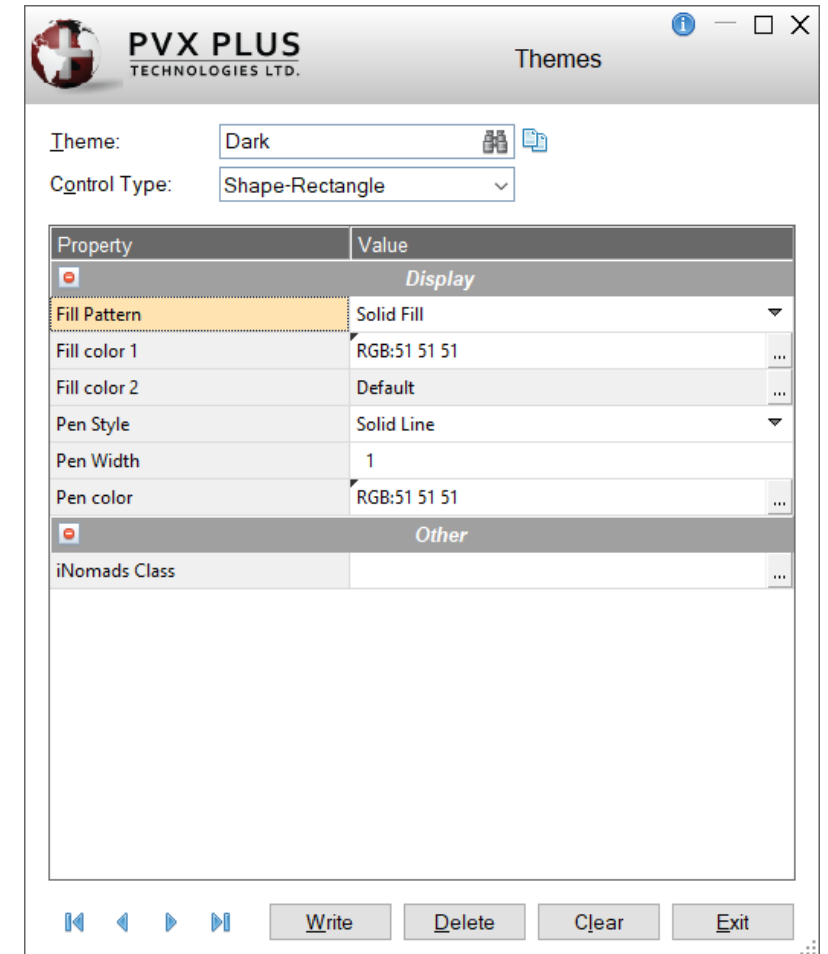 PVX PLUS
TECHNOLOGIES LTD.
Themes
Theme: Dark
Control Type: Shape-Rectangle
Property Value
Display
Fill Pattern Solid Fill
Fill color 1 RGB:51 51 51 ...
Fill color 2 Default ...
Pen Style Solid Line
Pen Width 1
Pen color RGB:51 51 51 ...
Other
iNomads Class ...
Write Delete Clear Exit